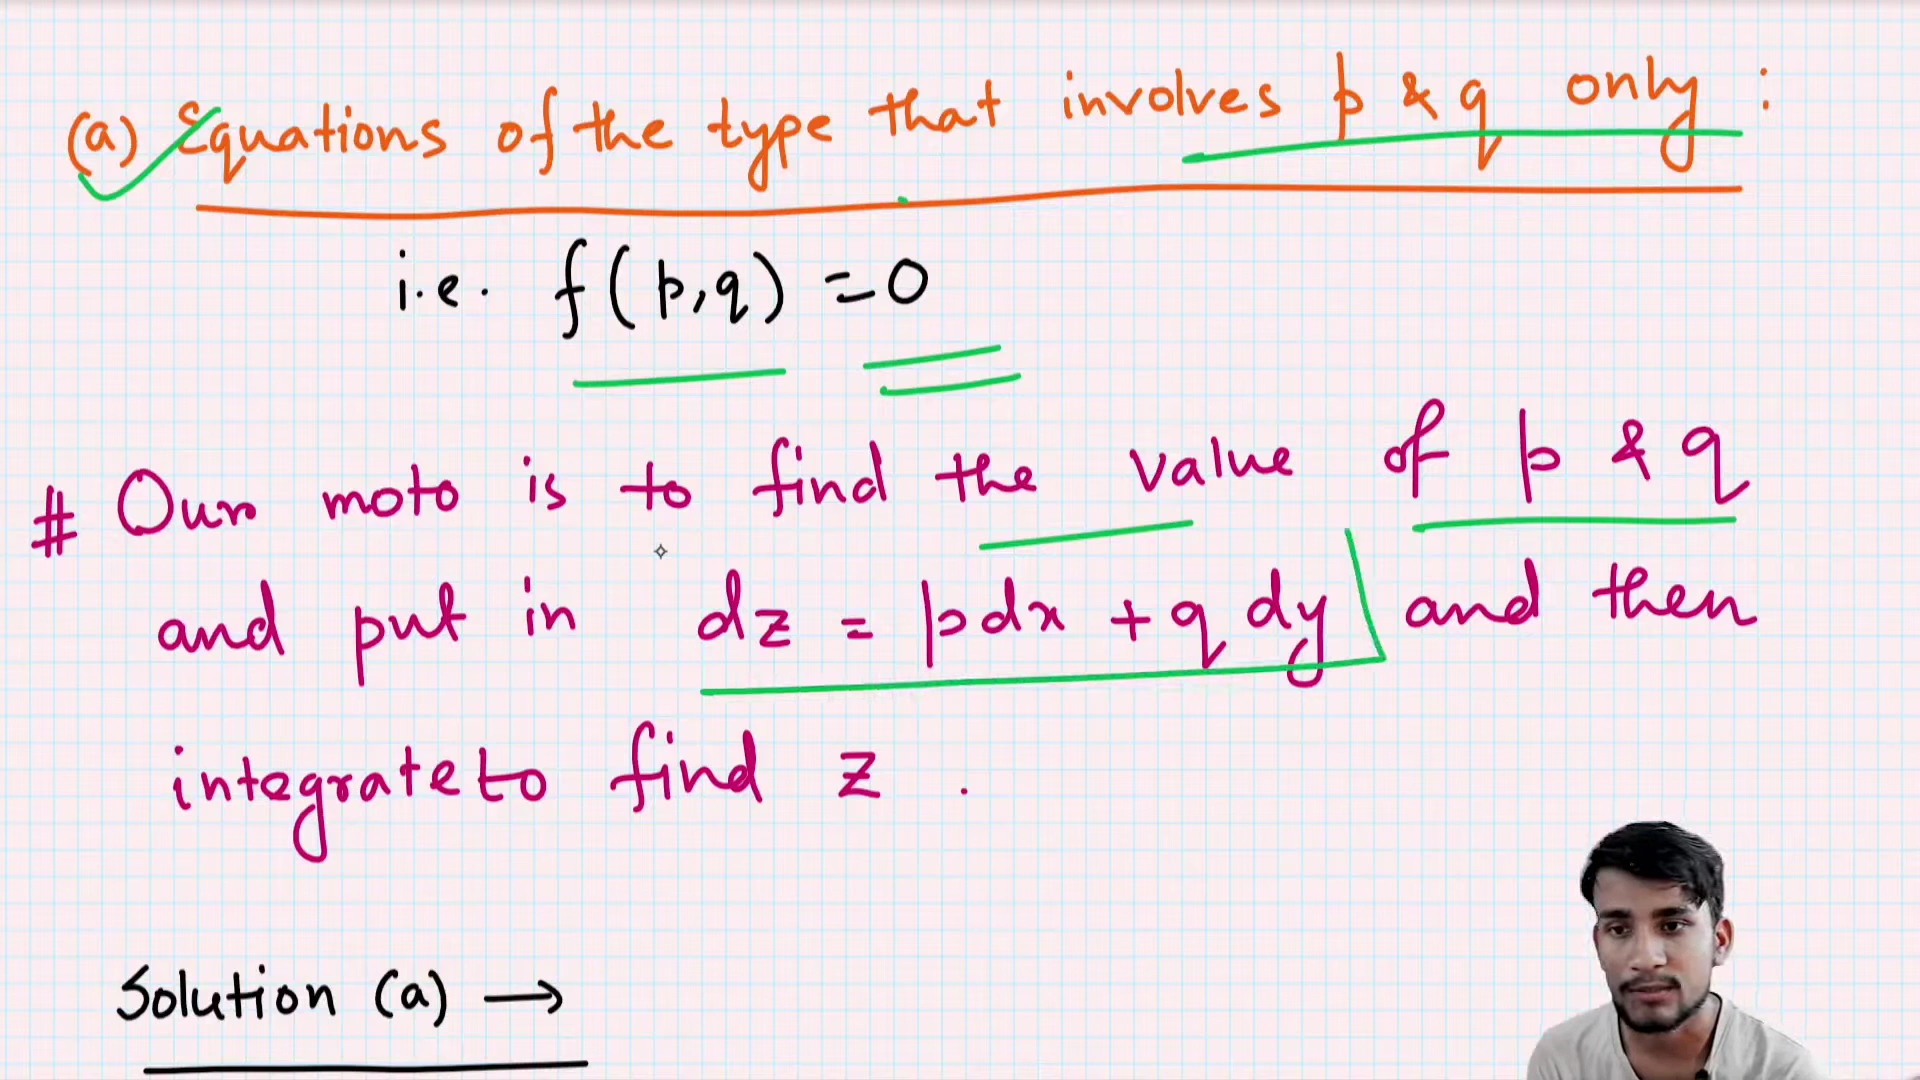 (a) Equations of the type that involves p & q only :
i.e. f(p,q) = 0
# Our moto is to find the value of p & q
and put in dz = pdx + q dy and then
integrate to find z .
Solution (a) →